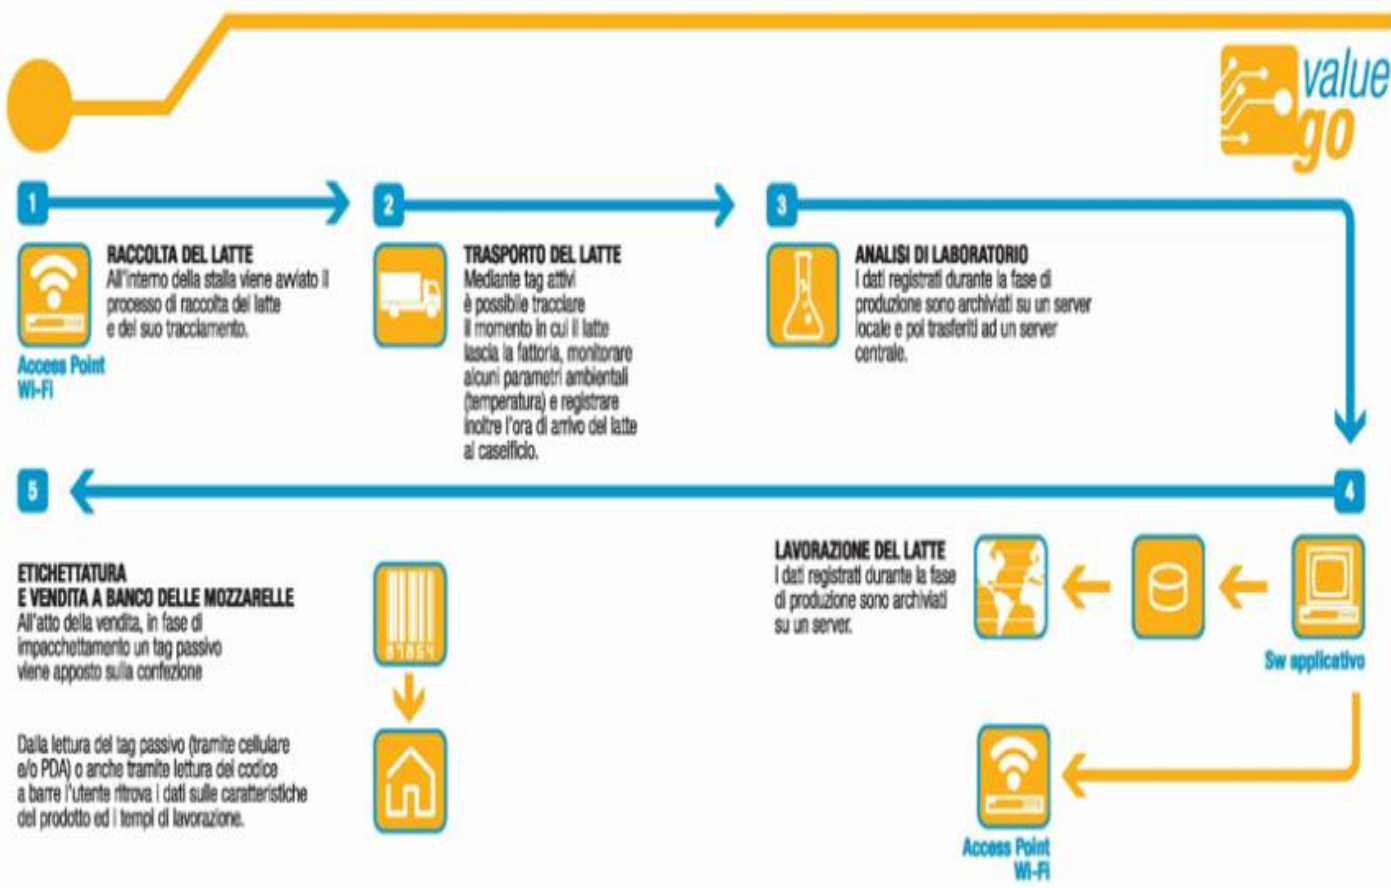 value
go
1
2
3
RACCOLTA DEL LATTE
All'interno della stalla viene avviato il
processo di raccolta del latte
e del suo tracciamento.
Access Point
Wi-Fi
TRASPORTO DEL LATTE
Mediante tag attivi
è possibile tracciare
il momento in cui il latte
lascia la fattoria, monitorare
alcuni parametri ambientali
(temperatura) e registrare
inoltre l'ora di arrivo del latte
al caseificio.
ANALISI DI LABORATORIO
I dati registrati durante la fase di
produzione sono archiviati su un server
locale e poi trasferiti ad un server
centrale.
4
LAVORAZIONE DEL LATTE
I dati registrati durante la fase
di produzione sono archiviati
su un server.
Sw applicativo
Access Point
Wi-Fi
5
ETICHETTATURA
E VENDITA A BANCO DELLE MOZZARELLE
All'atto della vendita, in fase di
impacchettamento un tag passivo
viene apposto sulla confezione
87654
Dalla lettura del tag passivo (tramite cellulare
e/o PDA) o anche tramite lettura del codice
a barre l'utente ritrova i dati sulle caratteristiche
del prodotto ed i tempi di lavorazione.